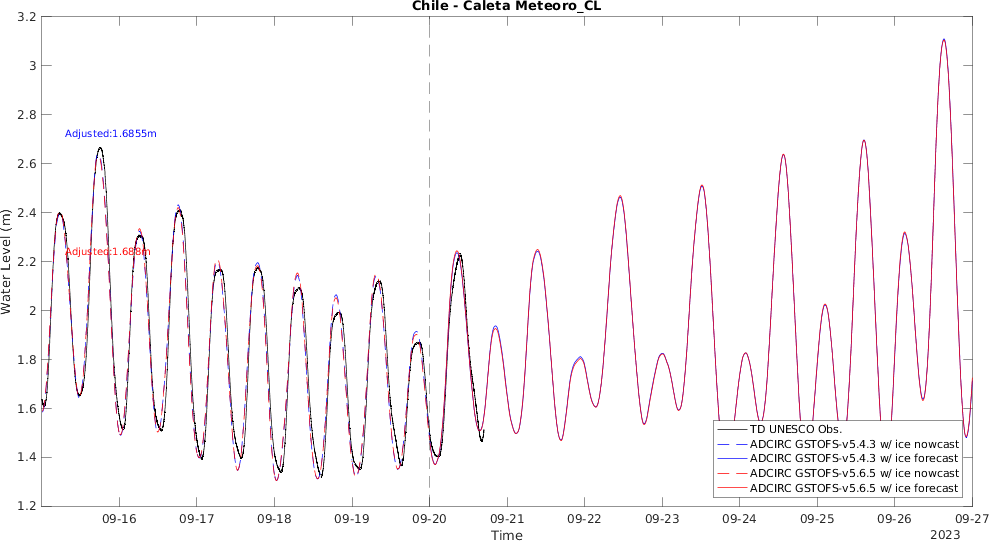 Chile - Caleta Meteoro_CL
3.2
3
2.8
2.6
2.4
2.2
2
1.8
1.6
1.4
1.2
Water Level (m)
Adjusted:1.6855m
Adjusted:1.688m
TD UNESCO Obs.
ADCIRC GSTOFS-v5.4.3 w/ ice nowcast
ADCIRC GSTOFS-v5.4.3 w/ ice forecast
ADCIRC GSTOFS-v5.6.5 w/ ice nowcast
ADCIRC GSTOFS-v5.6.5 w/ ice forecast
09-16 09-17 09-18 09-19 09-20 09-21 09-22 09-23 09-24 09-25 09-26 09-27
Time
2023